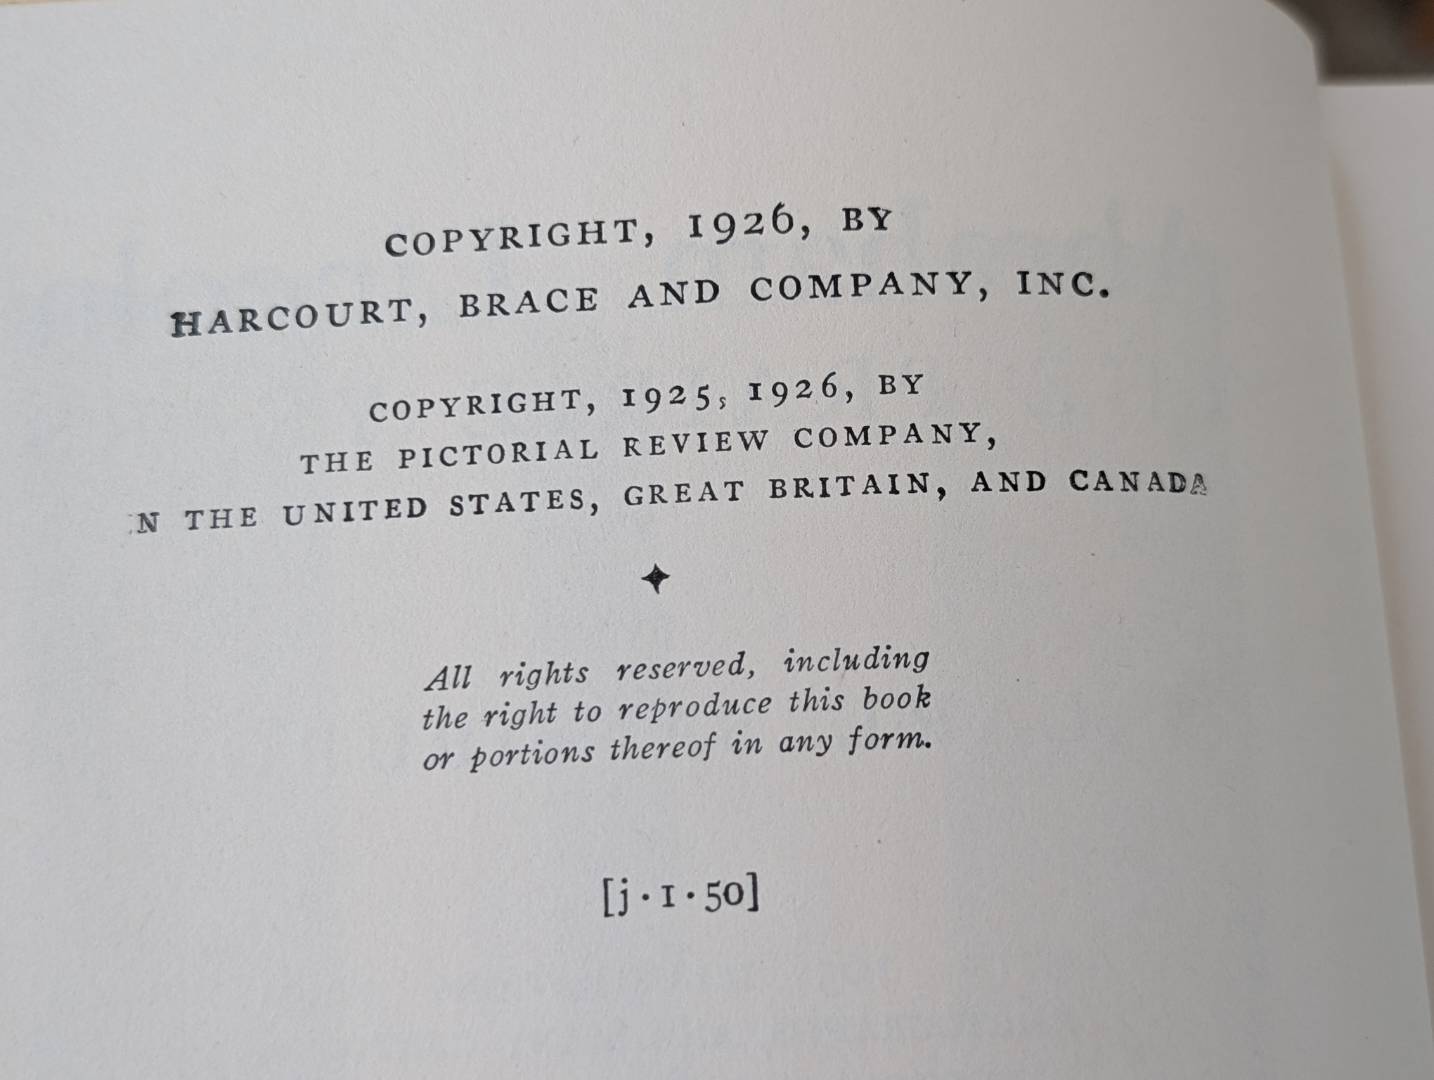 COPYRIGHT, 1926, BY
HARCOURT, BRACE AND COMPANY, INC.
COPYRIGHT, 1925, 1926, BY
THE PICTORIAL REVIEW COMPANY,
N THE UNITED STATES, GREAT BRITAIN, AND CANADA
All rights reserved, including
the right to reproduce this book
or portions thereof in any form.
[j·1·50]